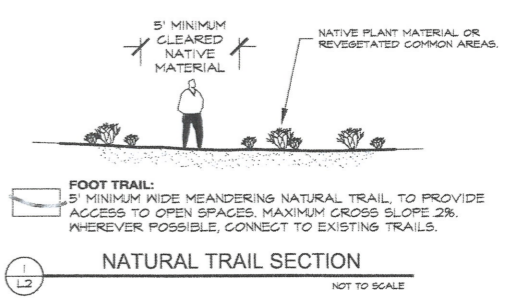 5' MINIMUM
CLEARED
NATIVE
MATERIAL
NATIVE PLANT MATERIAL OR
REVEGETATED COMMON AREAS.
FOOT TRAIL:
5' MINIMUM WIDE MEANDERING NATURAL TRAIL, TO PROVIDE
ACCESS TO OPEN SPACES. MAXIMUM CROSS SLOPE 2%.
WHEREVER POSSIBLE, CONNECT TO EXISTING TRAILS.
1
L2
NATURAL TRAIL SECTION
NOT TO SCALE